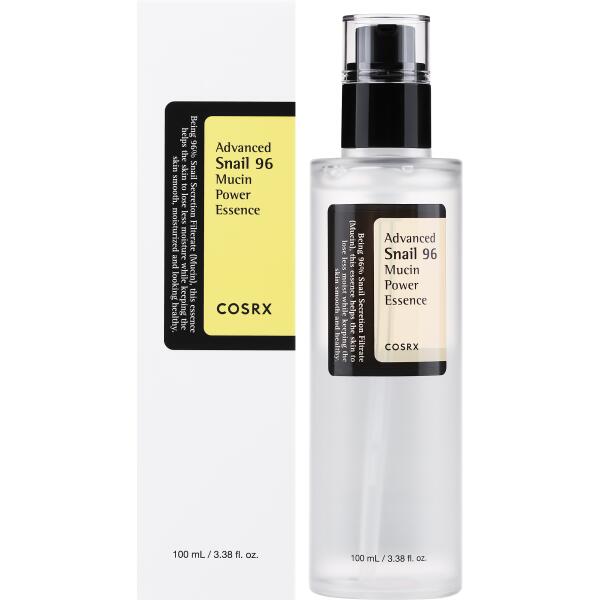 Being 96% Snail Secretion Filterate (Mucin), this essence
helps the skin to lose less moisture while keeping the
skin smooth, moisturized and looking healthy.
Advanced
Snail 96
Mucin
Power
Essence
COSRX
100 mL / 3.38 fl. oz.
Being 96% Snail Secretion Filtrate
(Mucin), this essence helps the skin to
lose less moist while keeping the
skin smooth and healthy.
Advanced
Snail 96
Mucin
Power
Essence
COSRX
100 mL / 3.38 fl. oz.